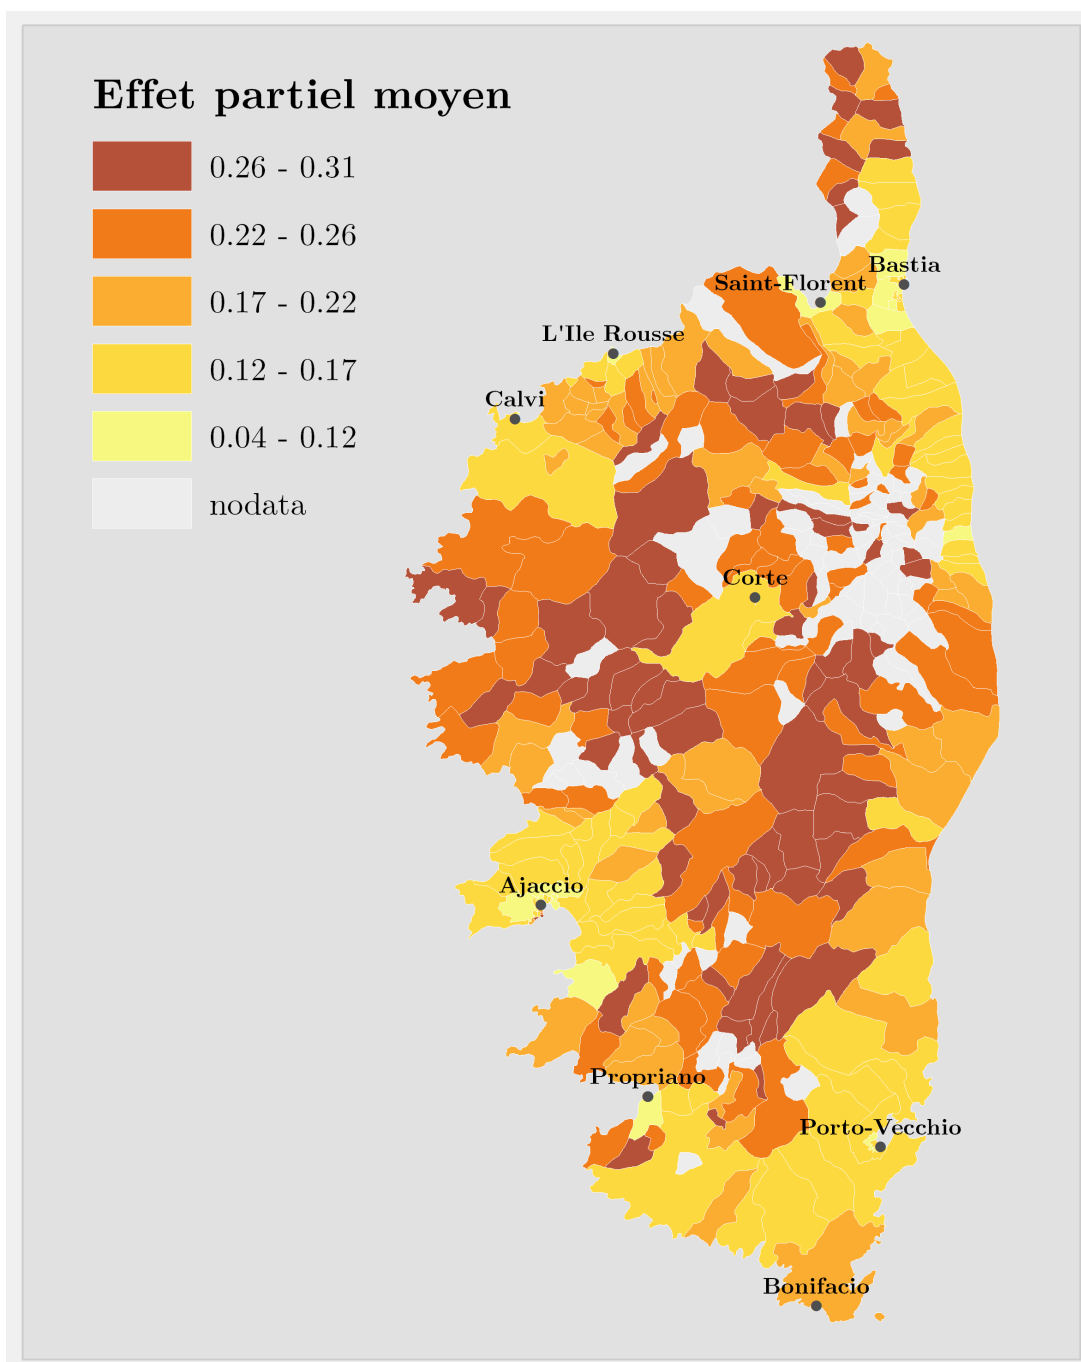 Effet partiel moyen
0.26 - 0.31
0.22 - 0.26
0.17 - 0.22
0.12 - 0.17
0.04 - 0.12
nodata
Bastia
Saint-Florent
L'Ile Rousse
Calvi
Corte
Ajaccio
Propriano
Porto-Vecchio
Bonifacio